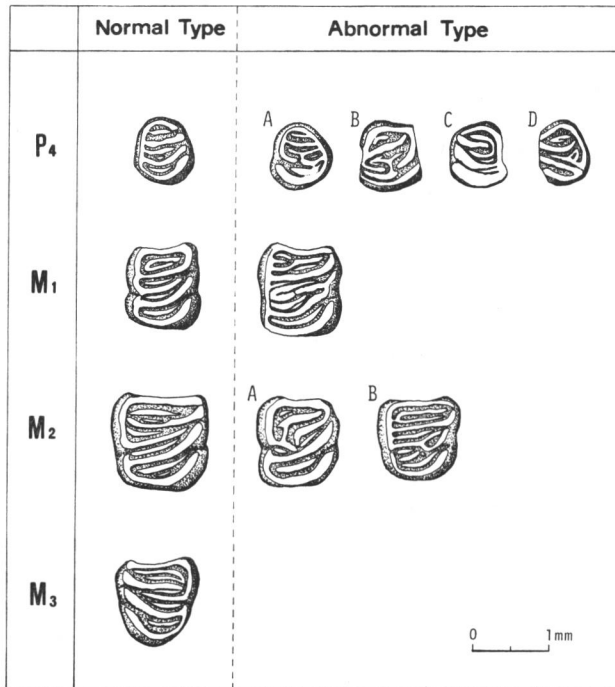 Normal Type Abnormal Type
P4 A B C D
M1
M2 A B
M3
0 1mm